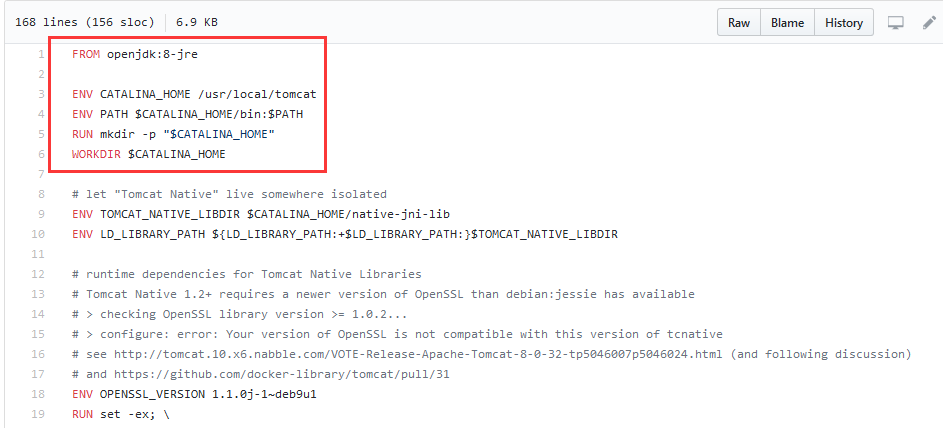 168 lines (156 sloc) 6.9 KB Raw Blame History
1 FROM openjdk:8-jre
2
3 ENV CATALINA_HOME /usr/local/tomcat
4 ENV PATH $CATALINA_HOME/bin:$PATH
5 RUN mkdir -p "$CATALINA_HOME"
6 WORKDIR $CATALINA_HOME
7
8 # let "Tomcat Native" live somewhere isolated
9 ENV TOMCAT_NATIVE_LIBDIR $CATALINA_HOME/native-jni-lib
10 ENV LD_LIBRARY_PATH ${LD_LIBRARY_PATH:+$LD_LIBRARY_PATH:}$TOMCAT_NATIVE_LIBDIR
11
12 # runtime dependencies for Tomcat Native Libraries
13 # Tomcat Native 1.2+ requires a newer version of OpenSSL than debian:jessie has available
14 # > checking OpenSSL library version >= 1.0.2...
15 # > configure: error: Your version of OpenSSL is not compatible with this version of tcnative
16 # see http://tomcat.10.x6.nabble.com/VOTE-Release-Apache-Tomcat-8-0-32-tp5046007p5046024.html (and following discussion)
17 # and https://github.com/docker-library/tomcat/pull/31
18 ENV OPENSSL_VERSION 1.1.0j-1~deb9u1
19 RUN set -ex; \